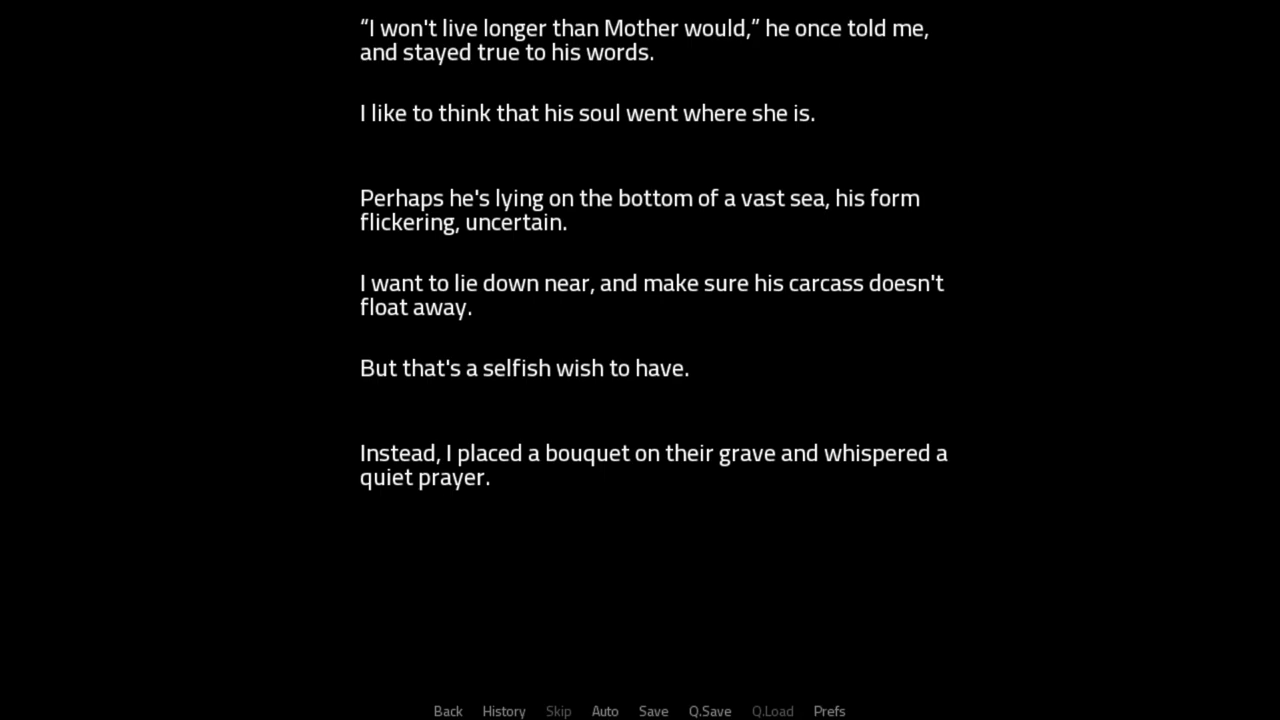 “I won't live longer than Mother would,” he once told me,
and stayed true to his words.
I like to think that his soul went where she is.
Perhaps he's lying on the bottom of a vast sea, his form
flickering, uncertain.
I want to lie down near, and make sure his carcass doesn't
float away.
But that's a selfish wish to have.
Instead, I placed a bouquet on their grave and whispered a
quiet prayer.
Back History Skip Auto Save Q.Save Q.Load Prefs